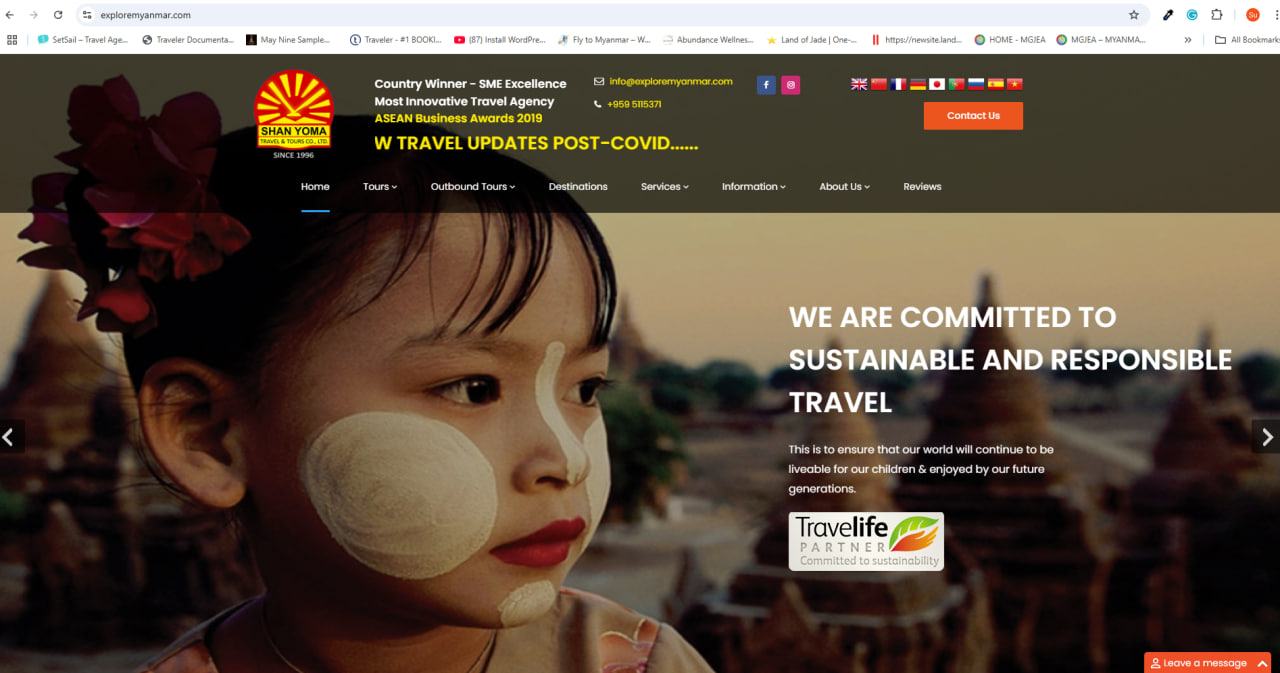 exploremyanmar.com
SetSail – Travel Age...
Traveler Documenta...
May Nine Sample...
Traveler - #1 BOOKI...
(87) Install WordPre...
Fly to Myanmar – W...
Abundance Wellnes...
Land of Jade | One-...
https://newsite.land...
HOME - MGJEA
MGJEA – MYANMA...
All Bookmarks
Su
SHAN YOMA
TRAVEL & TOURS CO., LTD.
SINCE 1996
Country Winner - SME Excellence
Most Innovative Travel Agency
ASEAN Business Awards 2019
W TRAVEL UPDATES POST-COVID......
info@exploremyanmar.com
+959 5115371
Contact Us
Home
Tours
Outbound Tours
Destinations
Services
Information
About Us
Reviews
WE ARE COMMITTED TO
SUSTAINABLE AND RESPONSIBLE
TRAVEL
This is to ensure that our world will continue to be
liveable for our children & enjoyed by our future
generations.
Travelife
PARTNER
Committed to sustainability
Leave a message